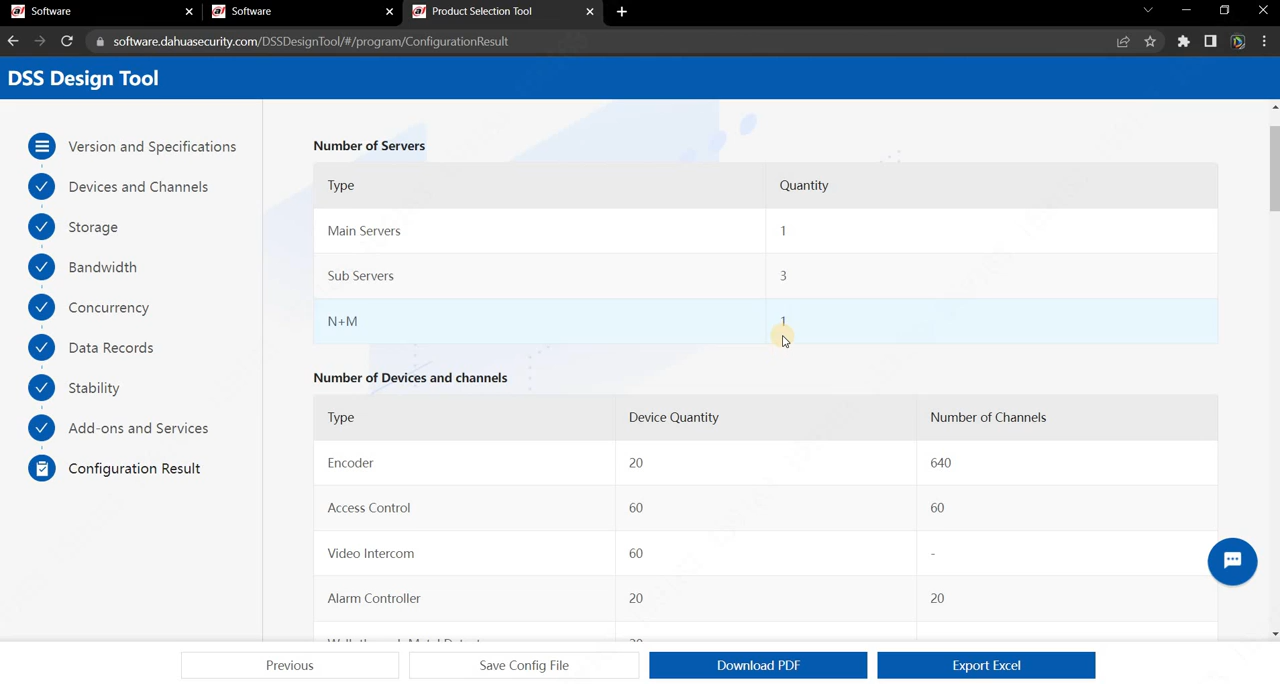 Software
Software
Product Selection Tool
software.dahuasecurity.com/DSSDesignTool/#/program/ConfigurationResult
DSS Design Tool
Version and Specifications
Devices and Channels
Storage
Bandwidth
Concurrency
Data Records
Stability
Add-ons and Services
Configuration Result
Number of Servers
Type Quantity
Main Servers 1
Sub Servers 3
N+M 1
Number of Devices and channels
Type Device Quantity Number of Channels
Encoder 20 640
Access Control 60 60
Video Intercom 60 -
Alarm Controller 20 20
Previous
Save Config File
Download PDF
Export Excel